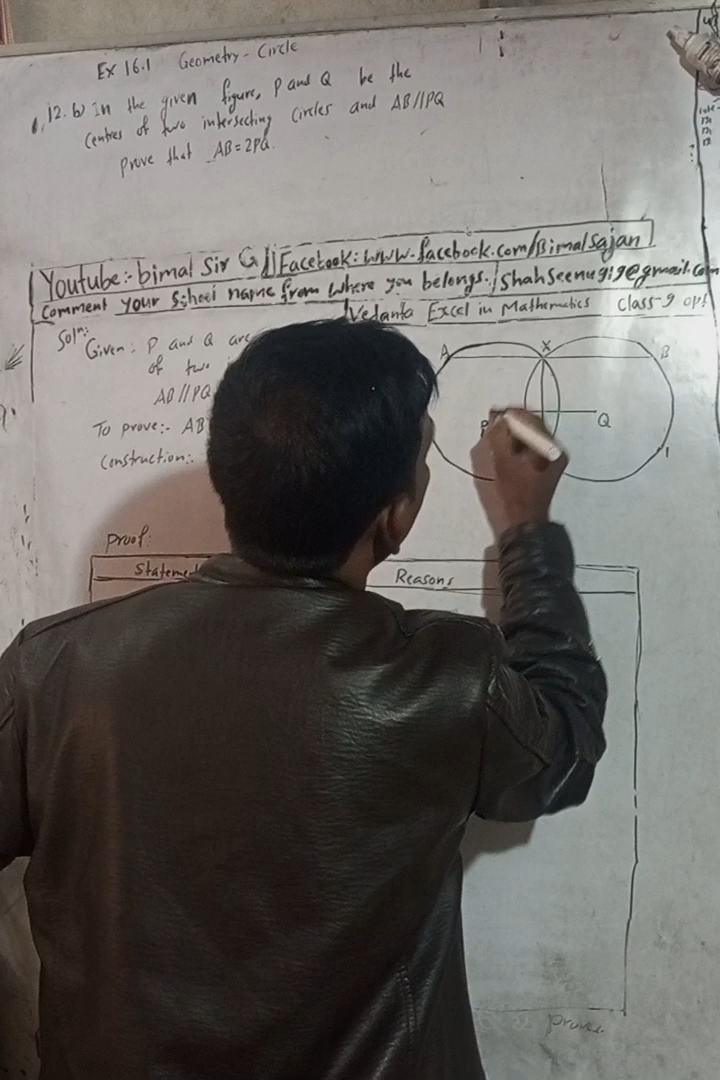 Ex 16.1 Geometry - Circle
12. b) In the given figure, P and Q be the
centres of two intersecting circles and AB//PQ
Prove that AB=2PQ.
Youtube:- bimal Sir G Facebook: www.facebook.com/Bimalsajan
Comment your School name from where you belongs. / Shahseenugig@gmail.com
Vedanta Excel in Mathematics class-9 opt
Soln:
Given: P and Q are
of two
AB//PQ
To prove:- AB
Construction:-
A X B
P Q
Proof:
Statem Reasons
prove